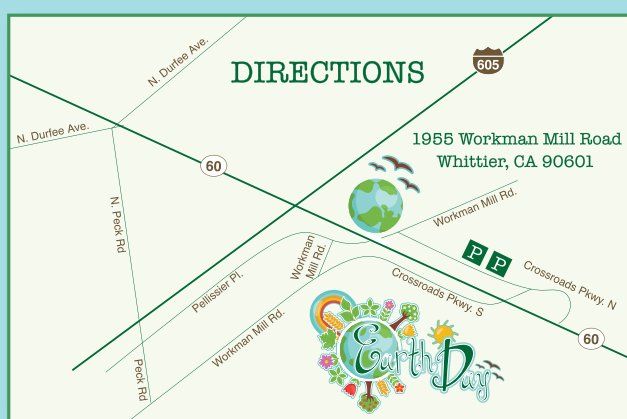 N. Durfee Ave.
DIRECTIONS
605
N. Durfee Ave.
1955 Workman Mill Road
Whittier, CA 90601
60
Workman Mill Rd.
N. Peck Rd
Workman
Mill Rd.
P P
Crossroads Pkwy. N
Pellissier Pl.
Crossroads Pkwy. S
Workman Mill Rd.
60
Earth Day
Peck Rd